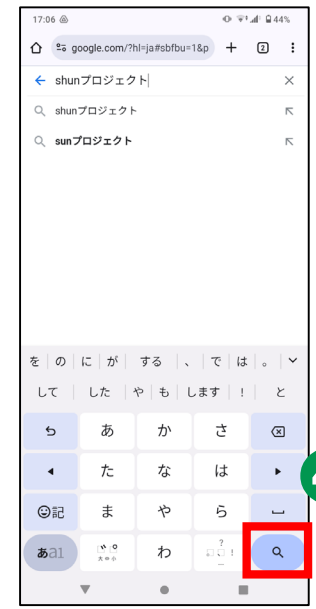 17:06 44%
google.com/?hl=ja#sbfbu=1&p 2
shunプロジェクト
shunプロジェクト
sunプロジェクト
を の に が する 、 で は 。
して した や も します ! と
あ か さ
た な は
記 ま や ら
あa1 大⇔小 わ 、。?!